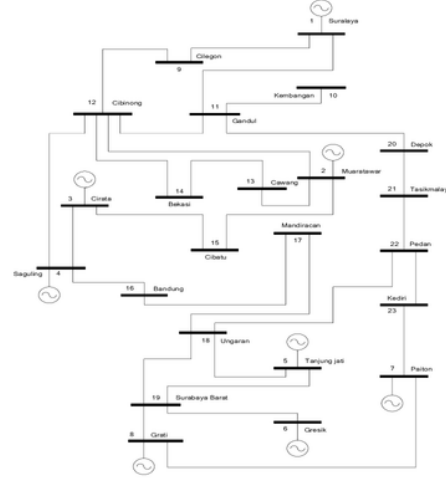 1 Suralaya
Cilegon
9
Kembangan 10
12 Cibinong
11
Gandul
20 Depok
2 Muaratawar
13 Cawang
14
Bekasi
21 Tasikmalay
3 Cirata
Mandiracan
17
15
Cibatu
22 Pedan
Saguling 4
16 Bandung
Kediri
23
18 Ungaran
5 Tanjung jati
7 Paiton
19 Surabaya Barat
6 Gresik
8 Grati